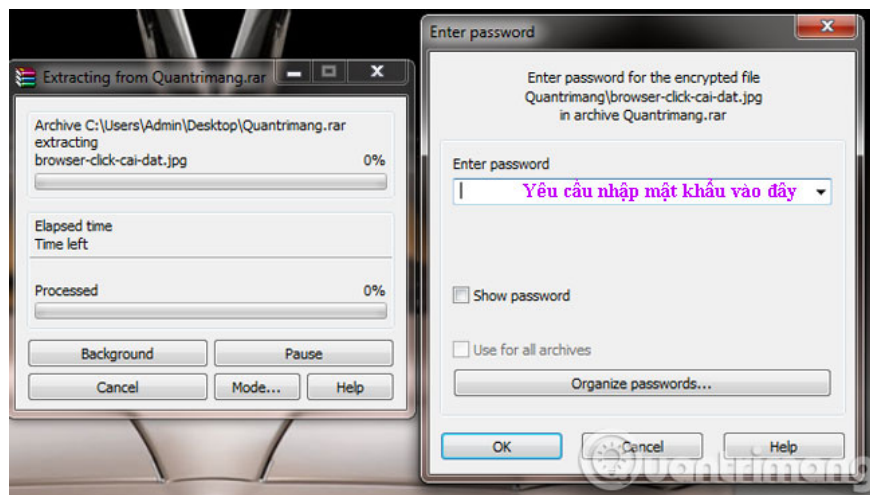 Extracting from Quantrimang.rar
Archive C:\Users\Admin\Desktop\Quantrimang.rar
extracting
browser-click-cai-dat.jpg 0%
Elapsed time
Time left
Processed 0%
Background Pause
Cancel Mode... Help
Enter password
Enter password for the encrypted file
Quantrimang\browser-click-cai-dat.jpg
in archive Quantrimang.rar
Enter password
Yêu cầu nhập mật khẩu vào đây
Show password
Use for all archives
Organize passwords...
OK Cancel Help
Quantrimang